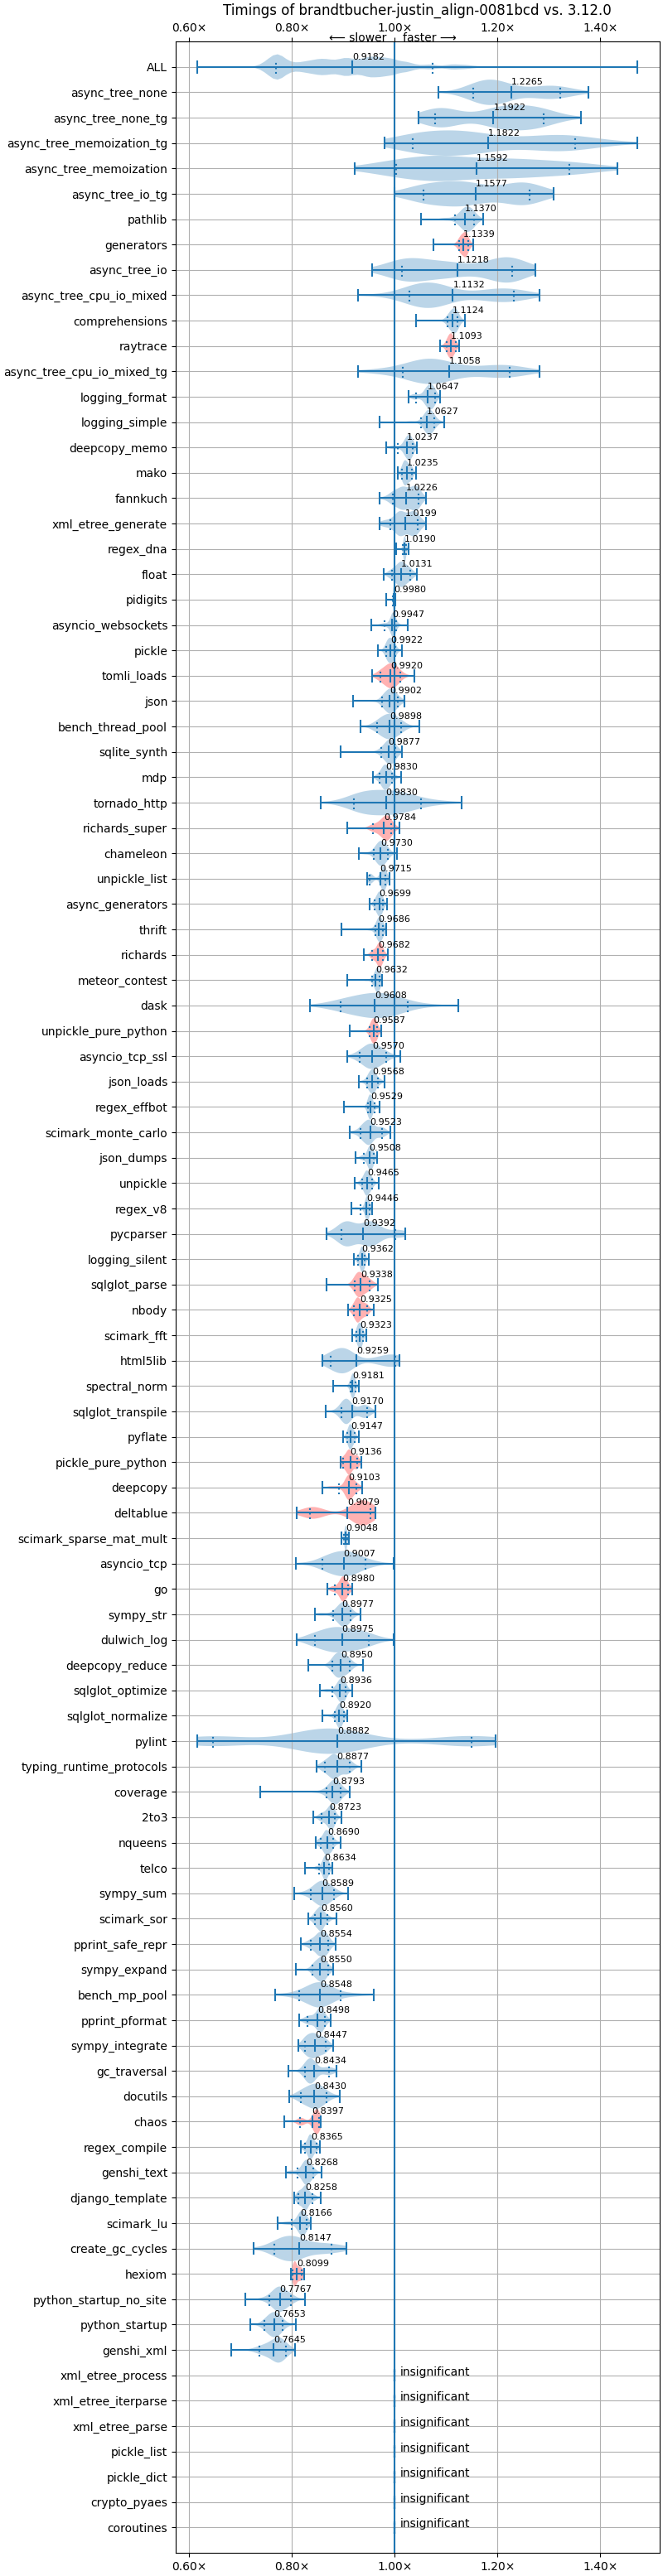 Timings of brandtbucher-justin_align-0081bcd vs. 3.12.0
0.60× 0.80× 1.00× 1.20× 1.40×
⟵ slower faster ⟶
ALL 0.9182
async_tree_none 1.2265
async_tree_none_tg 1.1922
async_tree_memoization_tg 1.1822
async_tree_memoization 1.1592
async_tree_io_tg 1.1577
pathlib 1.1370
generators 1.1339
async_tree_io 1.1218
async_tree_cpu_io_mixed 1.1132
comprehensions 1.1124
raytrace 1.1093
async_tree_cpu_io_mixed_tg 1.1058
logging_format 1.0647
logging_simple 1.0627
deepcopy_memo 1.0237
mako 1.0235
fannkuch 1.0226
xml_etree_generate 1.0199
regex_dna 1.0190
float 1.0131
pidigits 0.9980
asyncio_websockets 0.9947
pickle 0.9922
tomli_loads 0.9920
json 0.9902
bench_thread_pool 0.9898
sqlite_synth 0.9877
mdp 0.9830
tornado_http 0.9830
richards_super 0.9784
chameleon 0.9730
unpickle_list 0.9715
async_generators 0.9699
thrift 0.9686
richards 0.9682
meteor_contest 0.9632
dask 0.9608
unpickle_pure_python 0.9587
asyncio_tcp_ssl 0.9570
json_loads 0.9568
regex_effbot 0.9529
scimark_monte_carlo 0.9523
json_dumps 0.9508
unpickle 0.9465
regex_v8 0.9446
pycparser 0.9392
logging_silent 0.9362
sqlglot_parse 0.9338
nbody 0.9325
scimark_fft 0.9323
html5lib 0.9259
spectral_norm 0.9181
sqlglot_transpile 0.9170
pyflate 0.9147
pickle_pure_python 0.9136
deepcopy 0.9103
deltablue 0.9079
scimark_sparse_mat_mult 0.9048
asyncio_tcp 0.9007
go 0.8980
sympy_str 0.8977
dulwich_log 0.8975
deepcopy_reduce 0.8950
sqlglot_optimize 0.8936
sqlglot_normalize 0.8920
pylint 0.8882
typing_runtime_protocols 0.8877
coverage 0.8793
2to3 0.8723
nqueens 0.8690
telco 0.8634
sympy_sum 0.8589
scimark_sor 0.8560
pprint_safe_repr 0.8554
sympy_expand 0.8550
bench_mp_pool 0.8548
pprint_pformat 0.8498
sympy_integrate 0.8447
gc_traversal 0.8434
docutils 0.8430
chaos 0.8397
regex_compile 0.8365
genshi_text 0.8268
django_template 0.8258
scimark_lu 0.8166
create_gc_cycles 0.8147
hexiom 0.8099
python_startup_no_site 0.7767
python_startup 0.7653
genshi_xml 0.7645
xml_etree_process insignificant
xml_etree_iterparse insignificant
xml_etree_parse insignificant
pickle_list insignificant
pickle_dict insignificant
crypto_pyaes insignificant
coroutines insignificant
0.60× 0.80× 1.00× 1.20× 1.40×